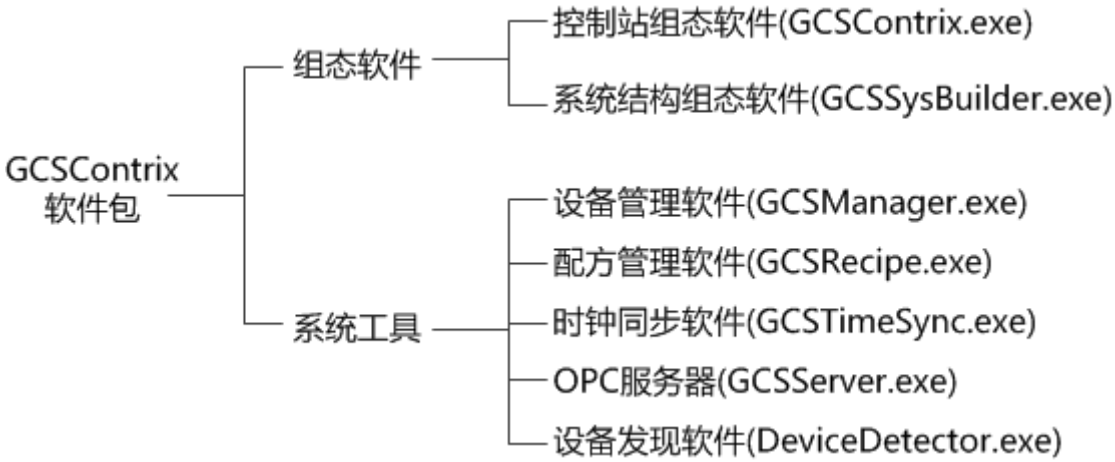 控制站组态软件(GCSContrix.exe)
组态软件
系统结构组态软件(GCSSysBuilder.exe)
GCSContrix
软件包
设备管理软件(GCSManager.exe)
配方管理软件(GCSRecipe.exe)
时钟同步软件(GCSTimeSync.exe)
系统工具
OPC服务器(GCSServer.exe)
设备发现软件(DeviceDetector.exe)